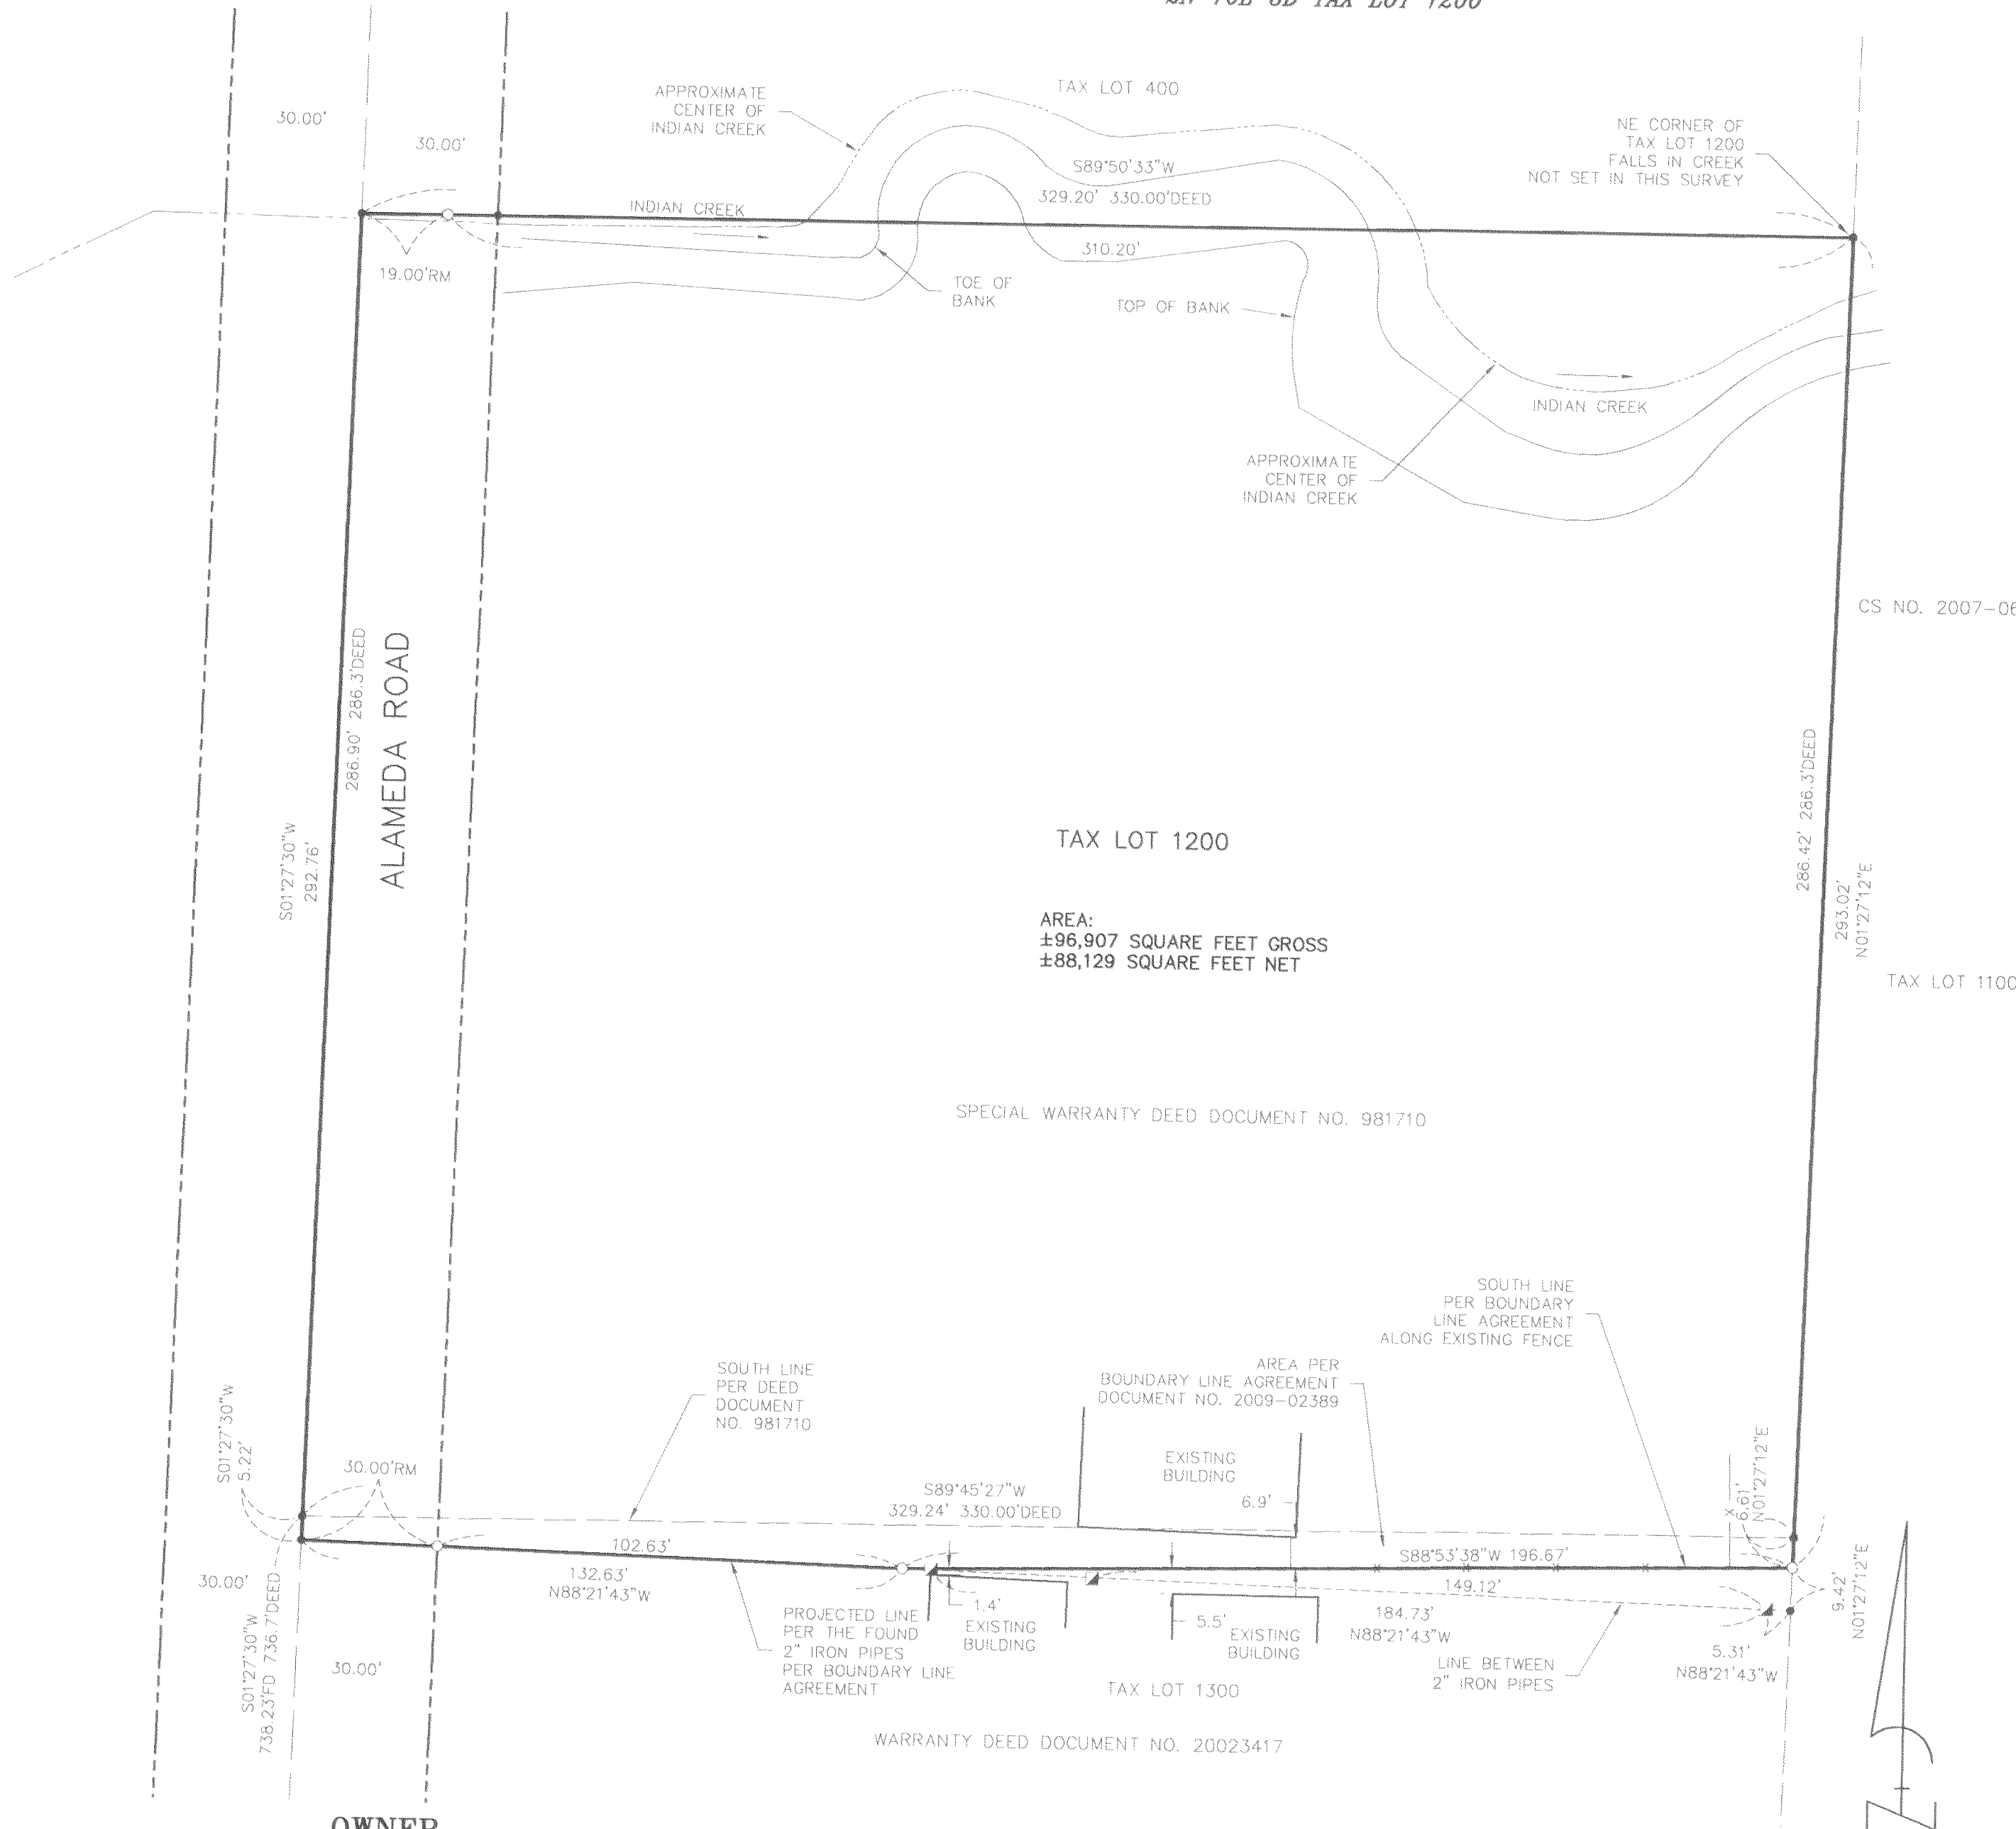 2N 10E 3D TAX LOT 1200
TAX LOT 400
APPROXIMATE
CENTER OF
INDIAN CREEK
30.00'
30.00'
NE CORNER OF
TAX LOT 1200
FALLS IN CREEK
NOT SET IN THIS SURVEY
S89°50'33"W
329.20' 330.00'DEED
INDIAN CREEK
310.20'
19.00'RM
TOE OF
BANK
TOP OF BANK
INDIAN CREEK
APPROXIMATE
CENTER OF
INDIAN CREEK
CS NO. 2007-06
286.90' 286.3'DEED
ALAMEDA ROAD
S01°27'30"W
292.76'
286.42' 286.3'DEED
293.02'
N01°27'12"E
TAX LOT 1200
AREA:
±96,907 SQUARE FEET GROSS
±88,129 SQUARE FEET NET
TAX LOT 1100
SPECIAL WARRANTY DEED DOCUMENT NO. 981710
SOUTH LINE
PER BOUNDARY
LINE AGREEMENT
ALONG EXISTING FENCE
AREA PER
BOUNDARY LINE AGREEMENT
DOCUMENT NO. 2009-02389
SOUTH LINE
PER DEED
DOCUMENT
NO. 981710
S01°27'30"W
5.22'
30.00'RM
EXISTING
BUILDING
6.9'
S89°45'27"W
329.24' 330.00'DEED
6.61'
N01°27'12"E
102.63'
132.63'
N88°21'43"W
S88°53'38"W 196.67'
149.12'
184.73'
N88°21'43"W
9.42'
N01°27'12"E
30.00'
S01°27'30"W
738.23'FD 736.7'DEED
30.00'
PROJECTED LINE
PER THE FOUND
2" IRON PIPES
PER BOUNDARY LINE
AGREEMENT
1.4'
EXISTING
BUILDING
5.5'
EXISTING
BUILDING
LINE BETWEEN
2" IRON PIPES
5.31'
N88°21'43"W
TAX LOT 1300
WARRANTY DEED DOCUMENT NO. 20023417
OWNER